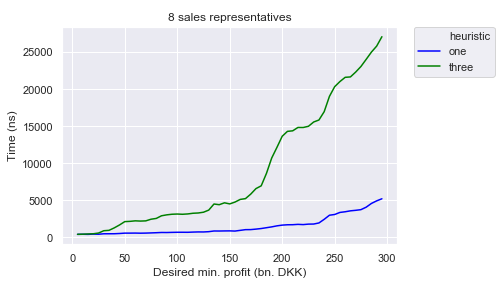 8 sales representatives
heuristic
one
three
Time (ns)
25000
20000
15000
10000
5000
0
0 50 100 150 200 250 300
Desired min. profit (bn. DKK)